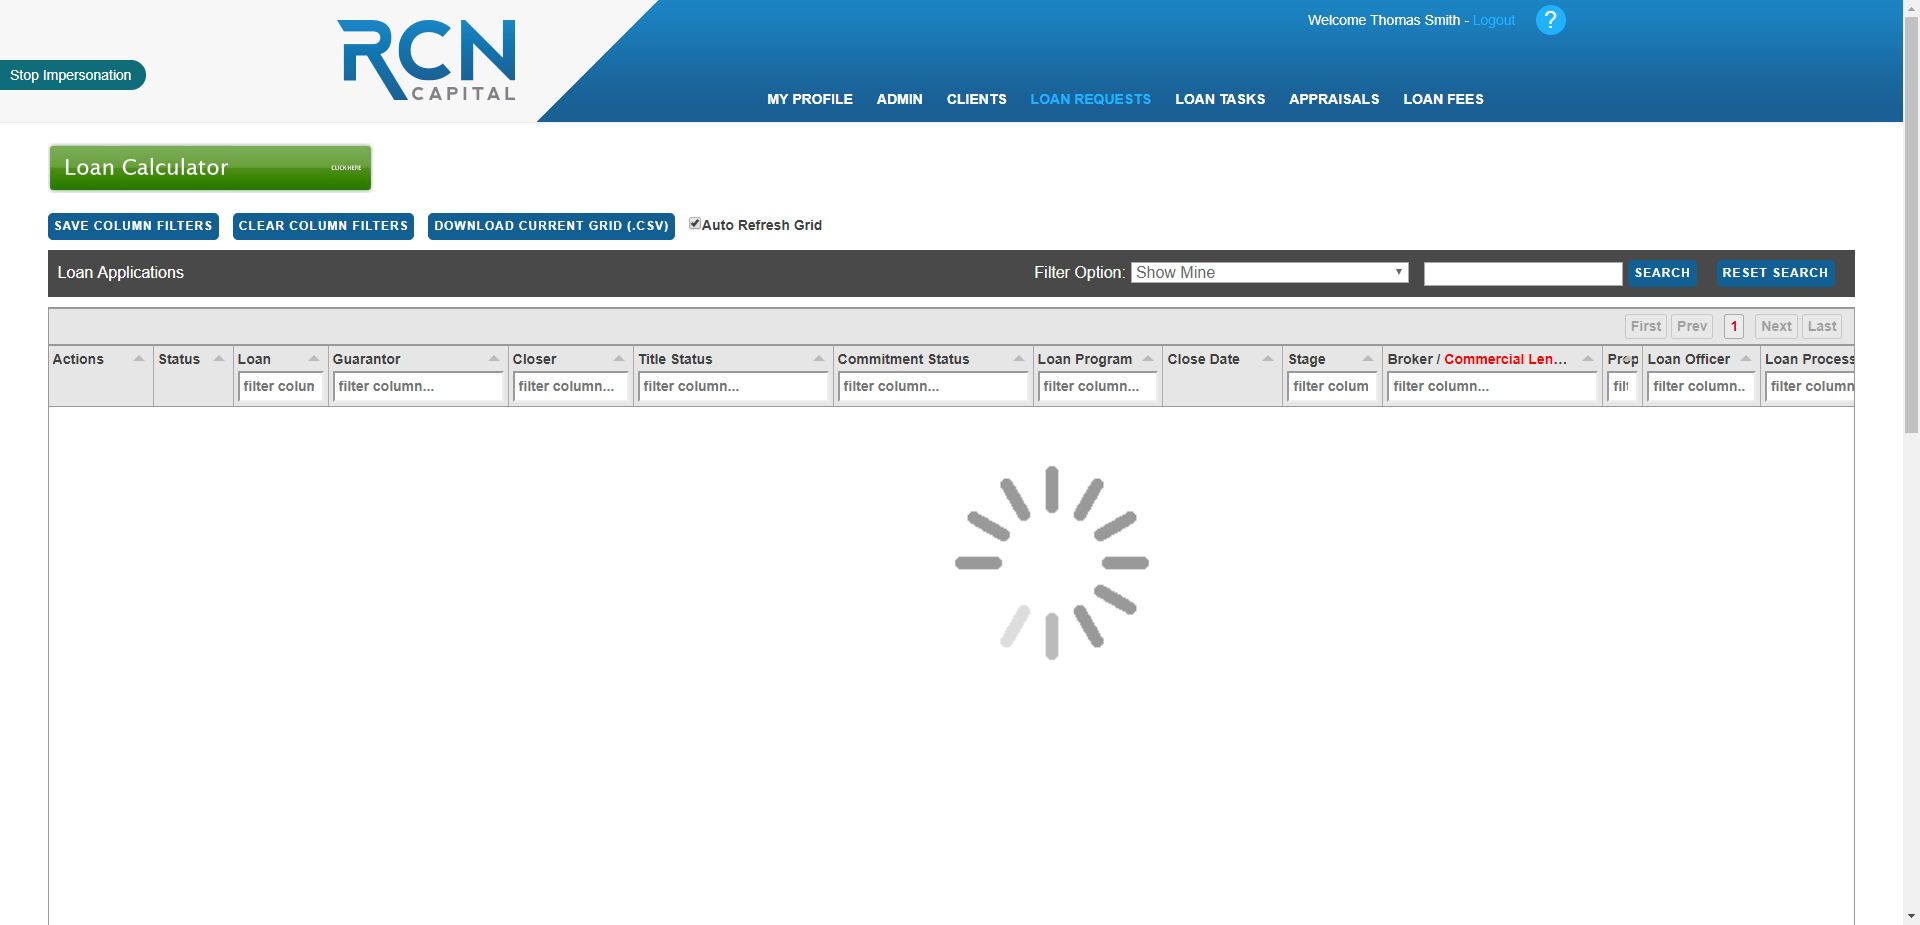 Welcome Thomas Smith - Logout
?
RCN
CAPITAL
Stop Impersonation
MY PROFILE ADMIN CLIENTS LOAN REQUESTS LOAN TASKS APPRAISALS LOAN FEES
Loan Calculator CLICK HERE
SAVE COLUMN FILTERS CLEAR COLUMN FILTERS DOWNLOAD CURRENT GRID (.CSV) Auto Refresh Grid
Loan Applications Filter Option: Show Mine SEARCH RESET SEARCH
First Prev 1 Next Last
Actions Status Loan Guarantor Closer Title Status Commitment Status Loan Program Close Date Stage Broker / Commercial Len... Prop Loan Officer Loan Process
filter colun filter column... filter column... filter column... filter column... filter column... filter colum filter column... filt filter column.. filter column